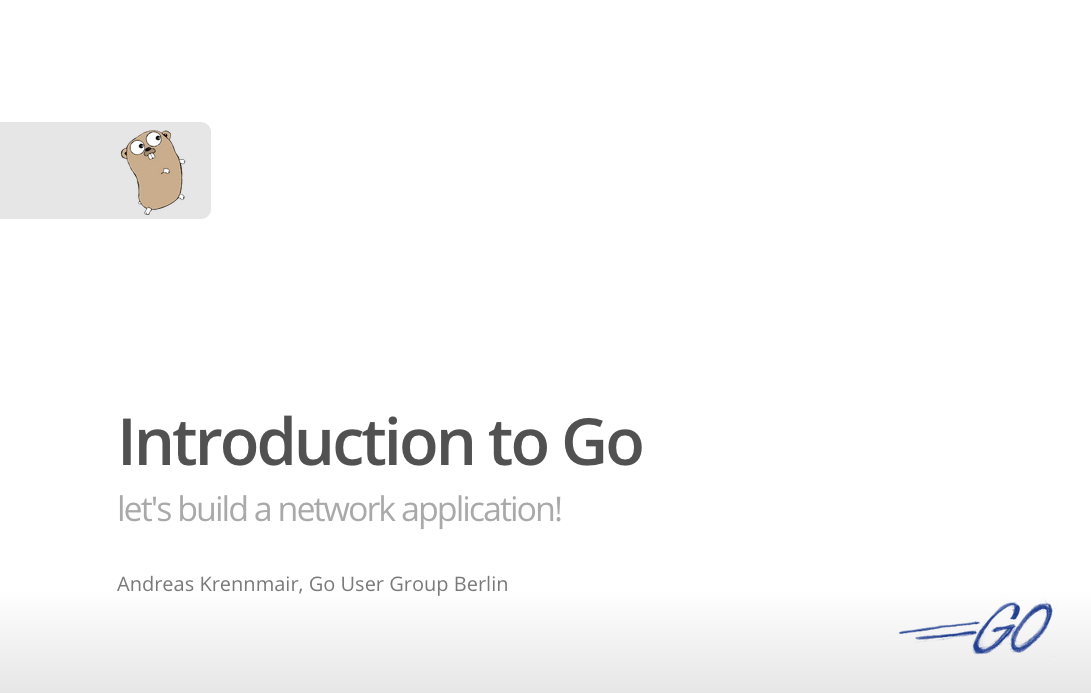 Introduction to Go
let's build a network application!
Andreas Krennmair, Go User Group Berlin
GO